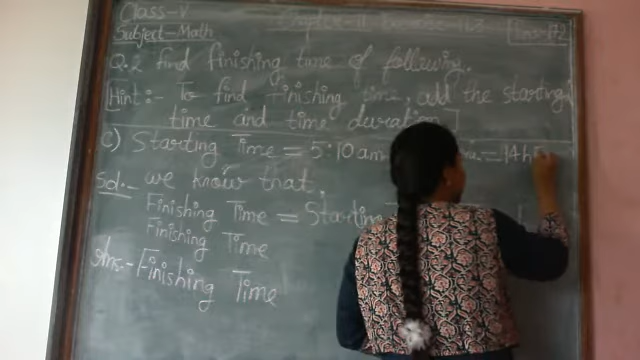 Class-V
Subject-Math
Q.2 find finishing time of following.
[Hint:- To find finishing time, add the starting
time and time duration]
c) Starting Time = 5:10 am = 14h
Sol:- we know that,
Finishing Time = Starting
Finishing Time
Ans:- Finishing Time